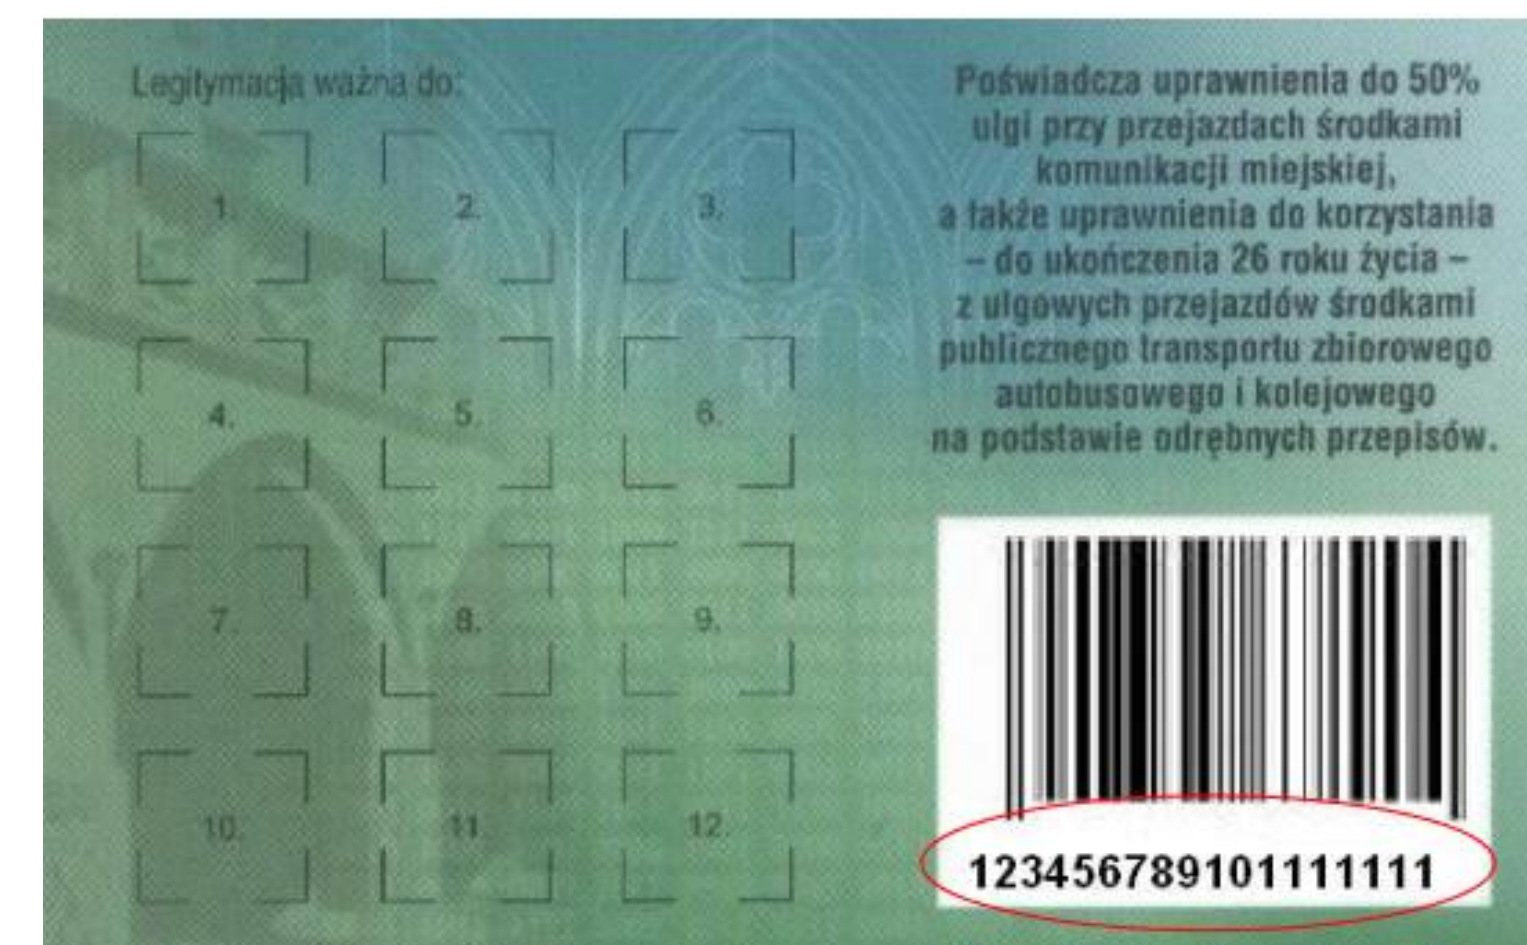 Legitymacja ważna do:
1.
2.
3.
4.
5.
6.
7.
8.
9.
10.
11.
12.
Poświadcza uprawnienia do 50%
ulgi przy przejazdach środkami
komunikacji miejskiej,
a także uprawnienia do korzystania
– do ukończenia 26 roku życia –
z ulgowych przejazdów środkami
publicznego transportu zbiorowego
autobusowego i kolejowego
na podstawie odrębnych przepisów.
123456789101111111